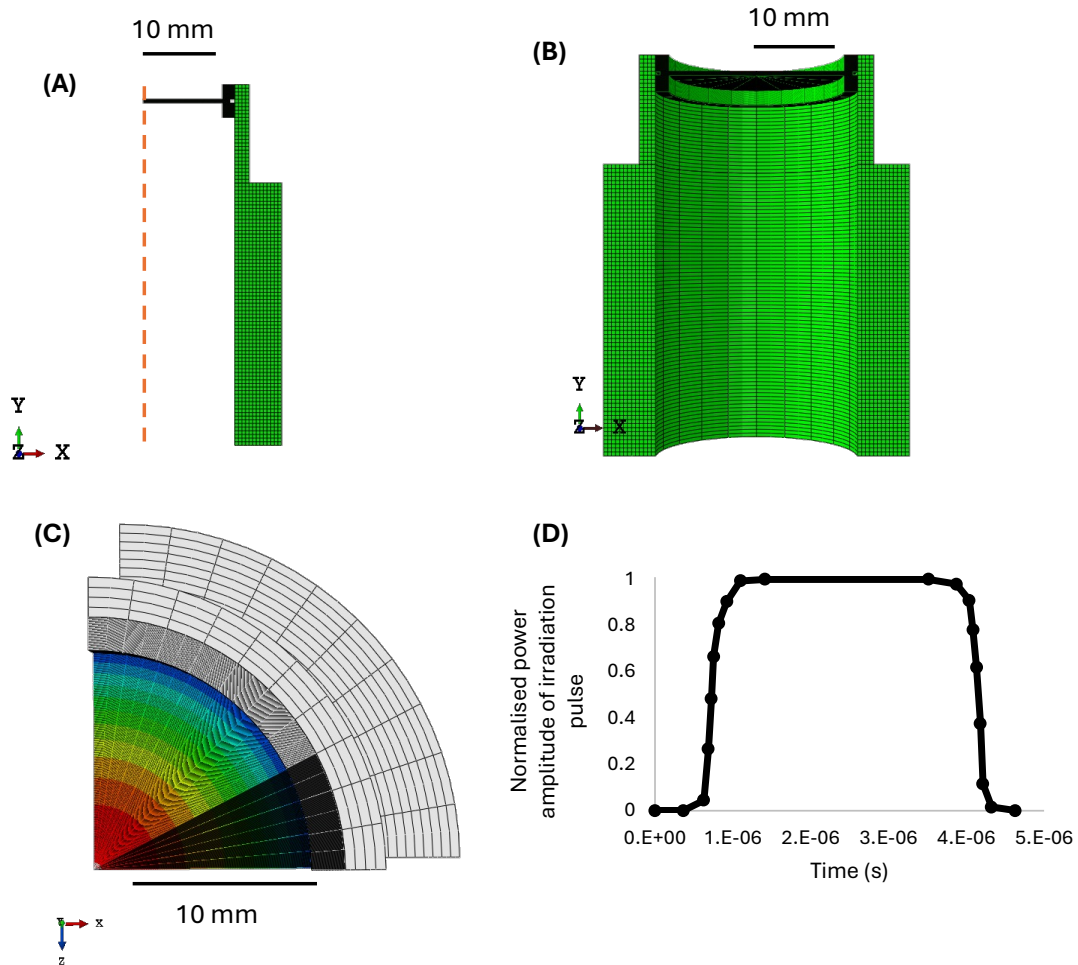 10 mm
(A)
Y
Z X
10 mm
(B)
Y
Z X
(C)
10 mm
Y x
z
(D)
Normalised power
amplitude of irradiation
pulse
1
0.8
0.6
0.4
0.2
0
0.E+00 1.E-06 2.E-06 3.E-06 4.E-06 5.E-06
Time (s)